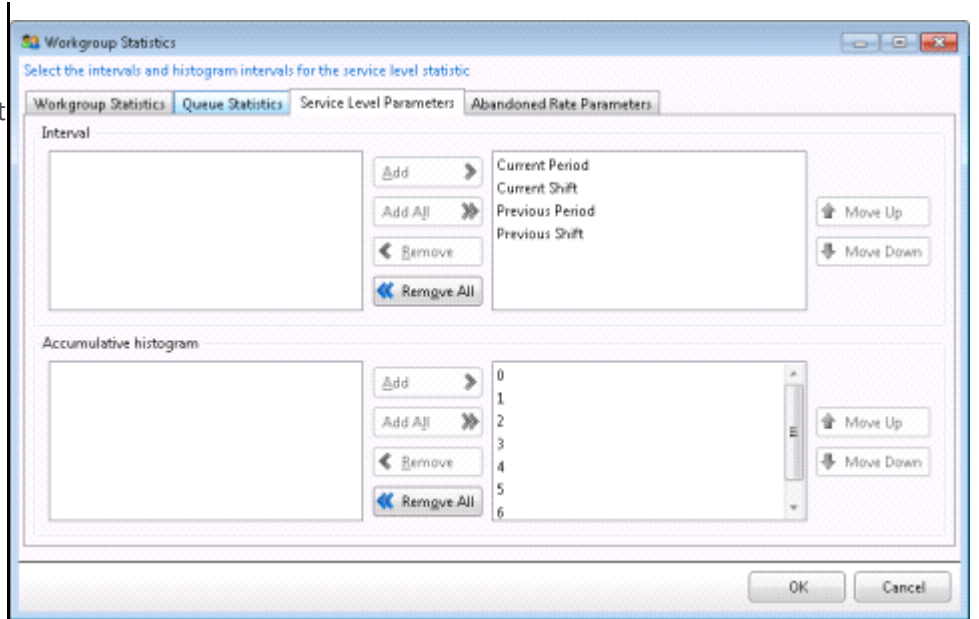 Workgroup Statistics
Select the intervals and histogram intervals for the service level statistic
t
Workgroup Statistics Queue Statistics Service Level Parameters Abandoned Rate Parameters
Interval
Add
Add All
Remove
Remove All
Current Period
Current Shift
Previous Period
Previous Shift
Move Up
Move Down
Accumulative histogram
Add
Add All
Remove
Remove All
0
1
2
3
4
5
6
Move Up
Move Down
OK Cancel